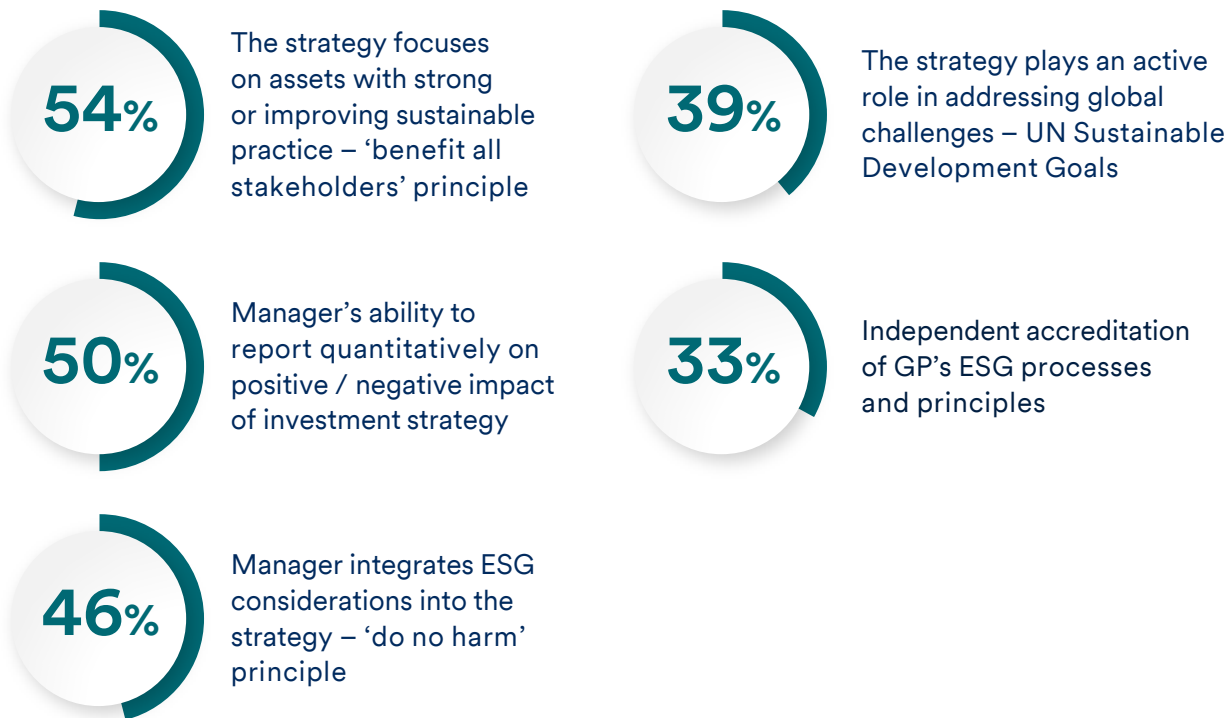 54%
The strategy focuses
on assets with strong
or improving sustainable
practice – ‘benefit all
stakeholders’ principle
50%
Manager’s ability to
report quantitatively on
positive / negative impact
of investment strategy
46%
Manager integrates ESG
considerations into the
strategy – ‘do no harm’
principle
39%
The strategy plays an active
role in addressing global
challenges – UN Sustainable
Development Goals
33%
Independent accreditation
of GP’s ESG processes
and principles